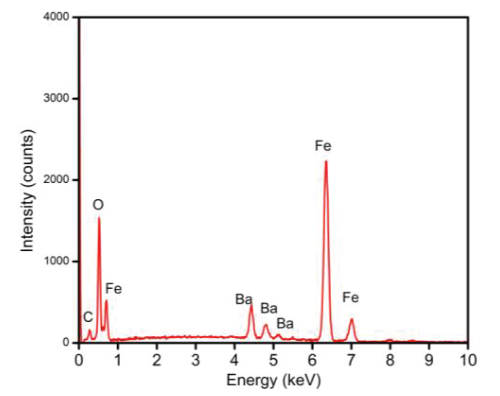 4000
3000
2000
1000
0
Intensity (counts)
C
O
Fe
Ba
Ba
Ba
Fe
Fe
0 1 2 3 4 5 6 7 8 9 10
Energy (keV)